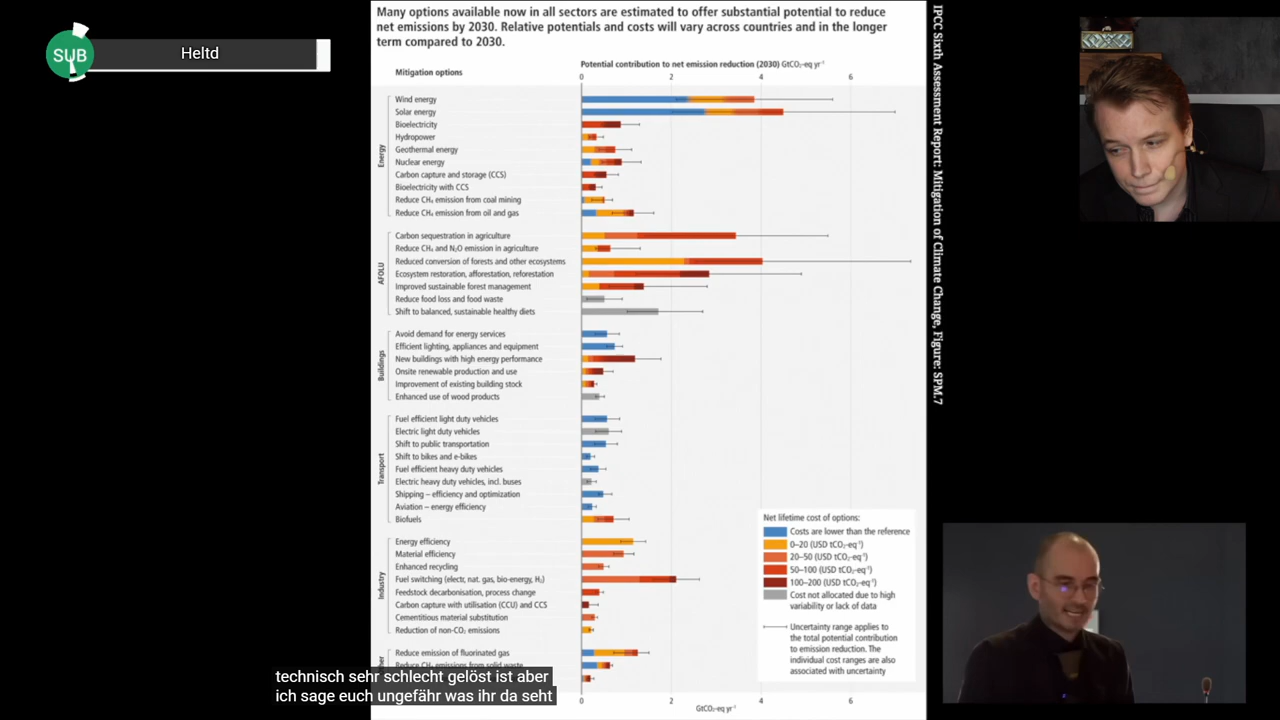 SUB
Heltd
Many options available now in all sectors are estimated to offer substantial potential to reduce
net emissions by 2030. Relative potentials and costs will vary across countries and in the longer
term compared to 2030.
Mitigation options
Potential contribution to net emission reduction (2030) GtCO₂-eq yr⁻¹
0 2 4 6
Energy
Wind energy
Solar energy
Bioelectricity
Hydropower
Geothermal energy
Nuclear energy
Carbon capture and storage (CCS)
Bioelectricity with CCS
Reduce CH₄ emission from coal mining
Reduce CH₄ emission from oil and gas
AFOLU
Carbon sequestration in agriculture
Reduce CH₄ and N₂O emission in agriculture
Reduced conversion of forests and other ecosystems
Ecosystem restoration, afforestation, reforestation
Improved sustainable forest management
Reduce food loss and food waste
Shift to balanced, sustainable healthy diets
Buildings
Avoid demand for energy services
Efficient lighting, appliances and equipment
New buildings with high energy performance
Onsite renewable production and use
Improvement of existing building stock
Enhanced use of wood products
Transport
Fuel efficient light duty vehicles
Electric light duty vehicles
Shift to public transportation
Shift to bikes and e-bikes
Fuel efficient heavy duty vehicles
Electric heavy duty vehicles, incl. buses
Shipping – efficiency and optimization
Aviation – energy efficiency
Biofuels
Industry
Energy efficiency
Material efficiency
Enhanced recycling
Fuel switching (electr, nat. gas, bio-energy, H₂)
Feedstock decarbonisation, process change
Carbon capture with utilisation (CCU) and CCS
Cementitious material substitution
Reduction of non-CO₂ emissions
Reduce emission of fluorinated gas
Reduce CH₄ emissions from solid waste
0 2 4 6
GtCO₂-eq yr⁻¹
Net lifetime cost of options:
Costs are lower than the reference
0–20 (USD tCO₂-eq⁻¹)
20–50 (USD tCO₂-eq⁻¹)
50–100 (USD tCO₂-eq⁻¹)
100–200 (USD tCO₂-eq⁻¹)
Cost not allocated due to high
variability or lack of data
Uncertainty range applies to
the total potential contribution
to emission reduction. The
individual cost ranges are also
associated with uncertainty
IPCC Sixth Assessment Report: Mitigation of Climate Change, Figure: SPM.7
technisch sehr schlecht gelöst ist aber
ich sage euch ungefähr was ihr da seht